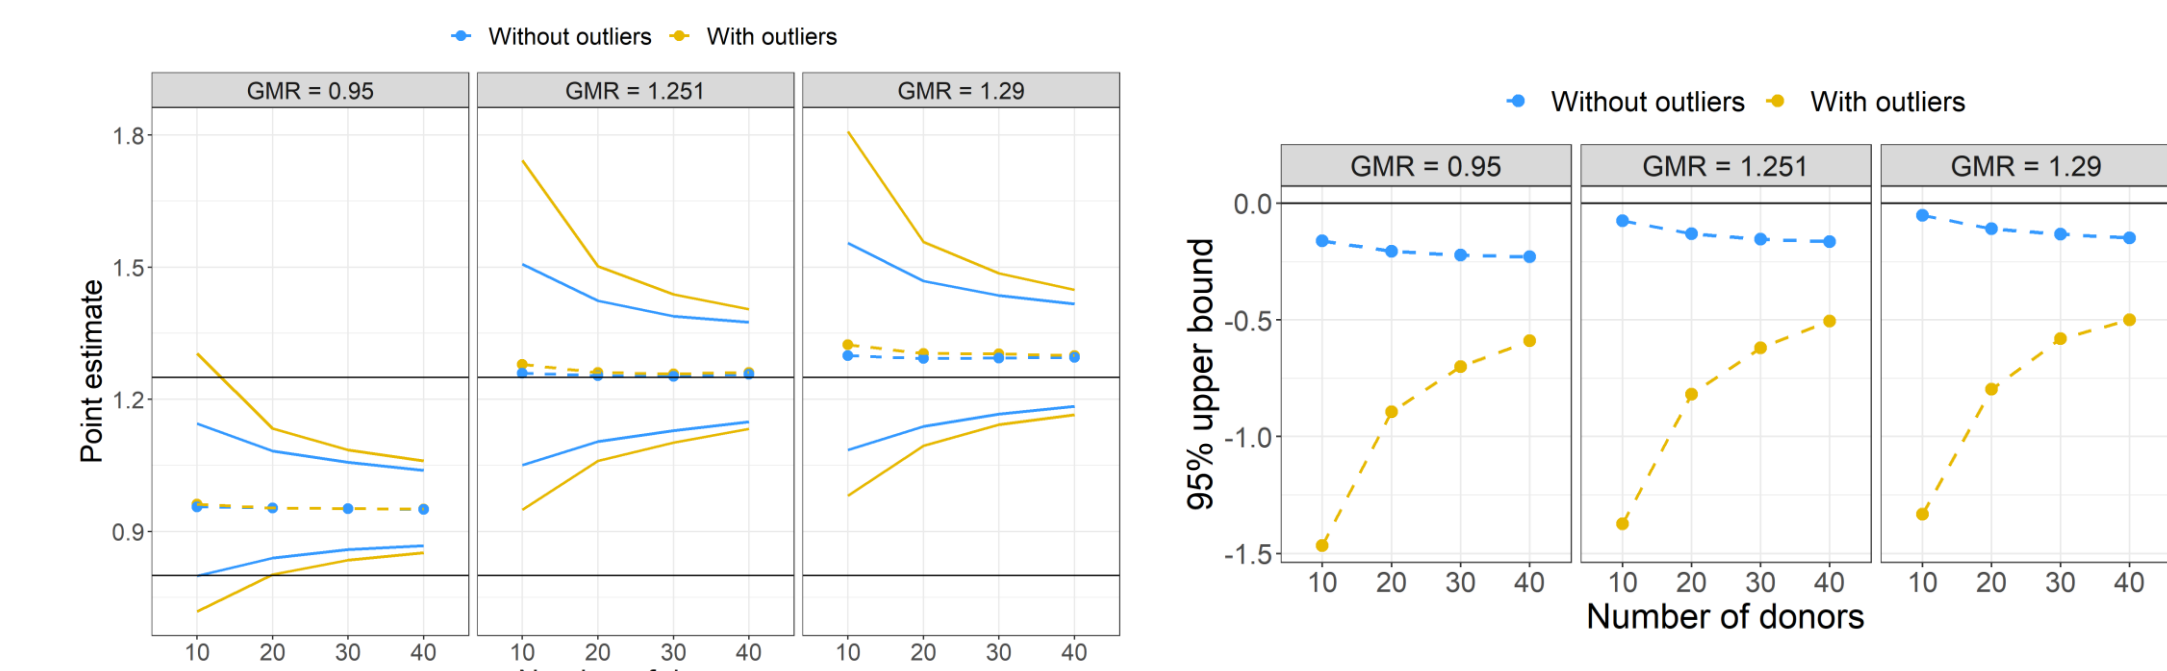 Without outliers With outliers
GMR = 0.95 GMR = 1.251 GMR = 1.29
Point estimate
1.8
1.5
1.2
0.9
10 20 30 40 10 20 30 40 10 20 30 40
Without outliers With outliers
GMR = 0.95 GMR = 1.251 GMR = 1.29
95% upper bound
0.0
-0.5
-1.0
-1.5
10 20 30 40 10 20 30 40 10 20 30 40
Number of donors